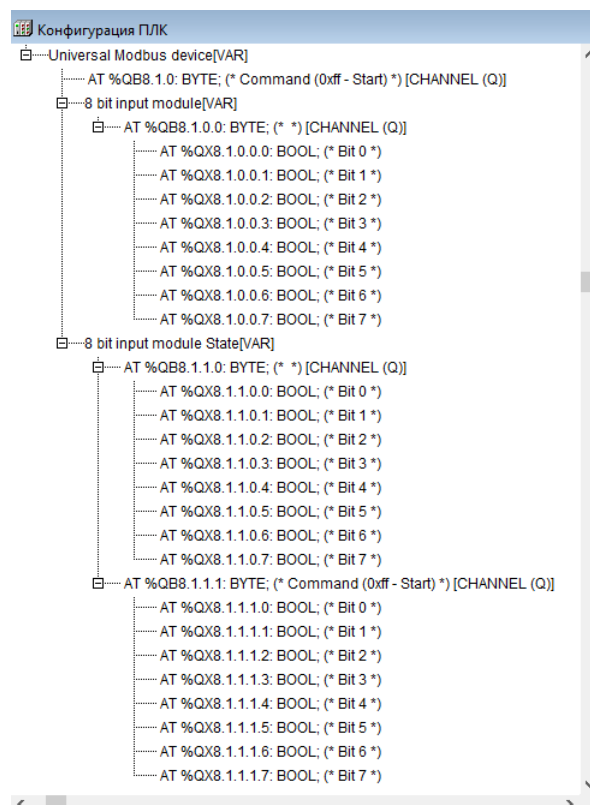 Конфигурация ПЛК
Universal Modbus device[VAR]
AT %QB8.1.0: BYTE; (* Command (0xff - Start) *) [CHANNEL (Q)]
8 bit input module[VAR]
AT %QB8.1.0.0: BYTE; (* *) [CHANNEL (Q)]
AT %QX8.1.0.0.0: BOOL; (* Bit 0 *)
AT %QX8.1.0.0.1: BOOL; (* Bit 1 *)
AT %QX8.1.0.0.2: BOOL; (* Bit 2 *)
AT %QX8.1.0.0.3: BOOL; (* Bit 3 *)
AT %QX8.1.0.0.4: BOOL; (* Bit 4 *)
AT %QX8.1.0.0.5: BOOL; (* Bit 5 *)
AT %QX8.1.0.0.6: BOOL; (* Bit 6 *)
AT %QX8.1.0.0.7: BOOL; (* Bit 7 *)
8 bit input module State[VAR]
AT %QB8.1.1.0: BYTE; (* *) [CHANNEL (Q)]
AT %QX8.1.1.0.0: BOOL; (* Bit 0 *)
AT %QX8.1.1.0.1: BOOL; (* Bit 1 *)
AT %QX8.1.1.0.2: BOOL; (* Bit 2 *)
AT %QX8.1.1.0.3: BOOL; (* Bit 3 *)
AT %QX8.1.1.0.4: BOOL; (* Bit 4 *)
AT %QX8.1.1.0.5: BOOL; (* Bit 5 *)
AT %QX8.1.1.0.6: BOOL; (* Bit 6 *)
AT %QX8.1.1.0.7: BOOL; (* Bit 7 *)
AT %QB8.1.1.1: BYTE; (* Command (0xff - Start) *) [CHANNEL (Q)]
AT %QX8.1.1.1.0: BOOL; (* Bit 0 *)
AT %QX8.1.1.1.1: BOOL; (* Bit 1 *)
AT %QX8.1.1.1.2: BOOL; (* Bit 2 *)
AT %QX8.1.1.1.3: BOOL; (* Bit 3 *)
AT %QX8.1.1.1.4: BOOL; (* Bit 4 *)
AT %QX8.1.1.1.5: BOOL; (* Bit 5 *)
AT %QX8.1.1.1.6: BOOL; (* Bit 6 *)
AT %QX8.1.1.1.7: BOOL; (* Bit 7 *)